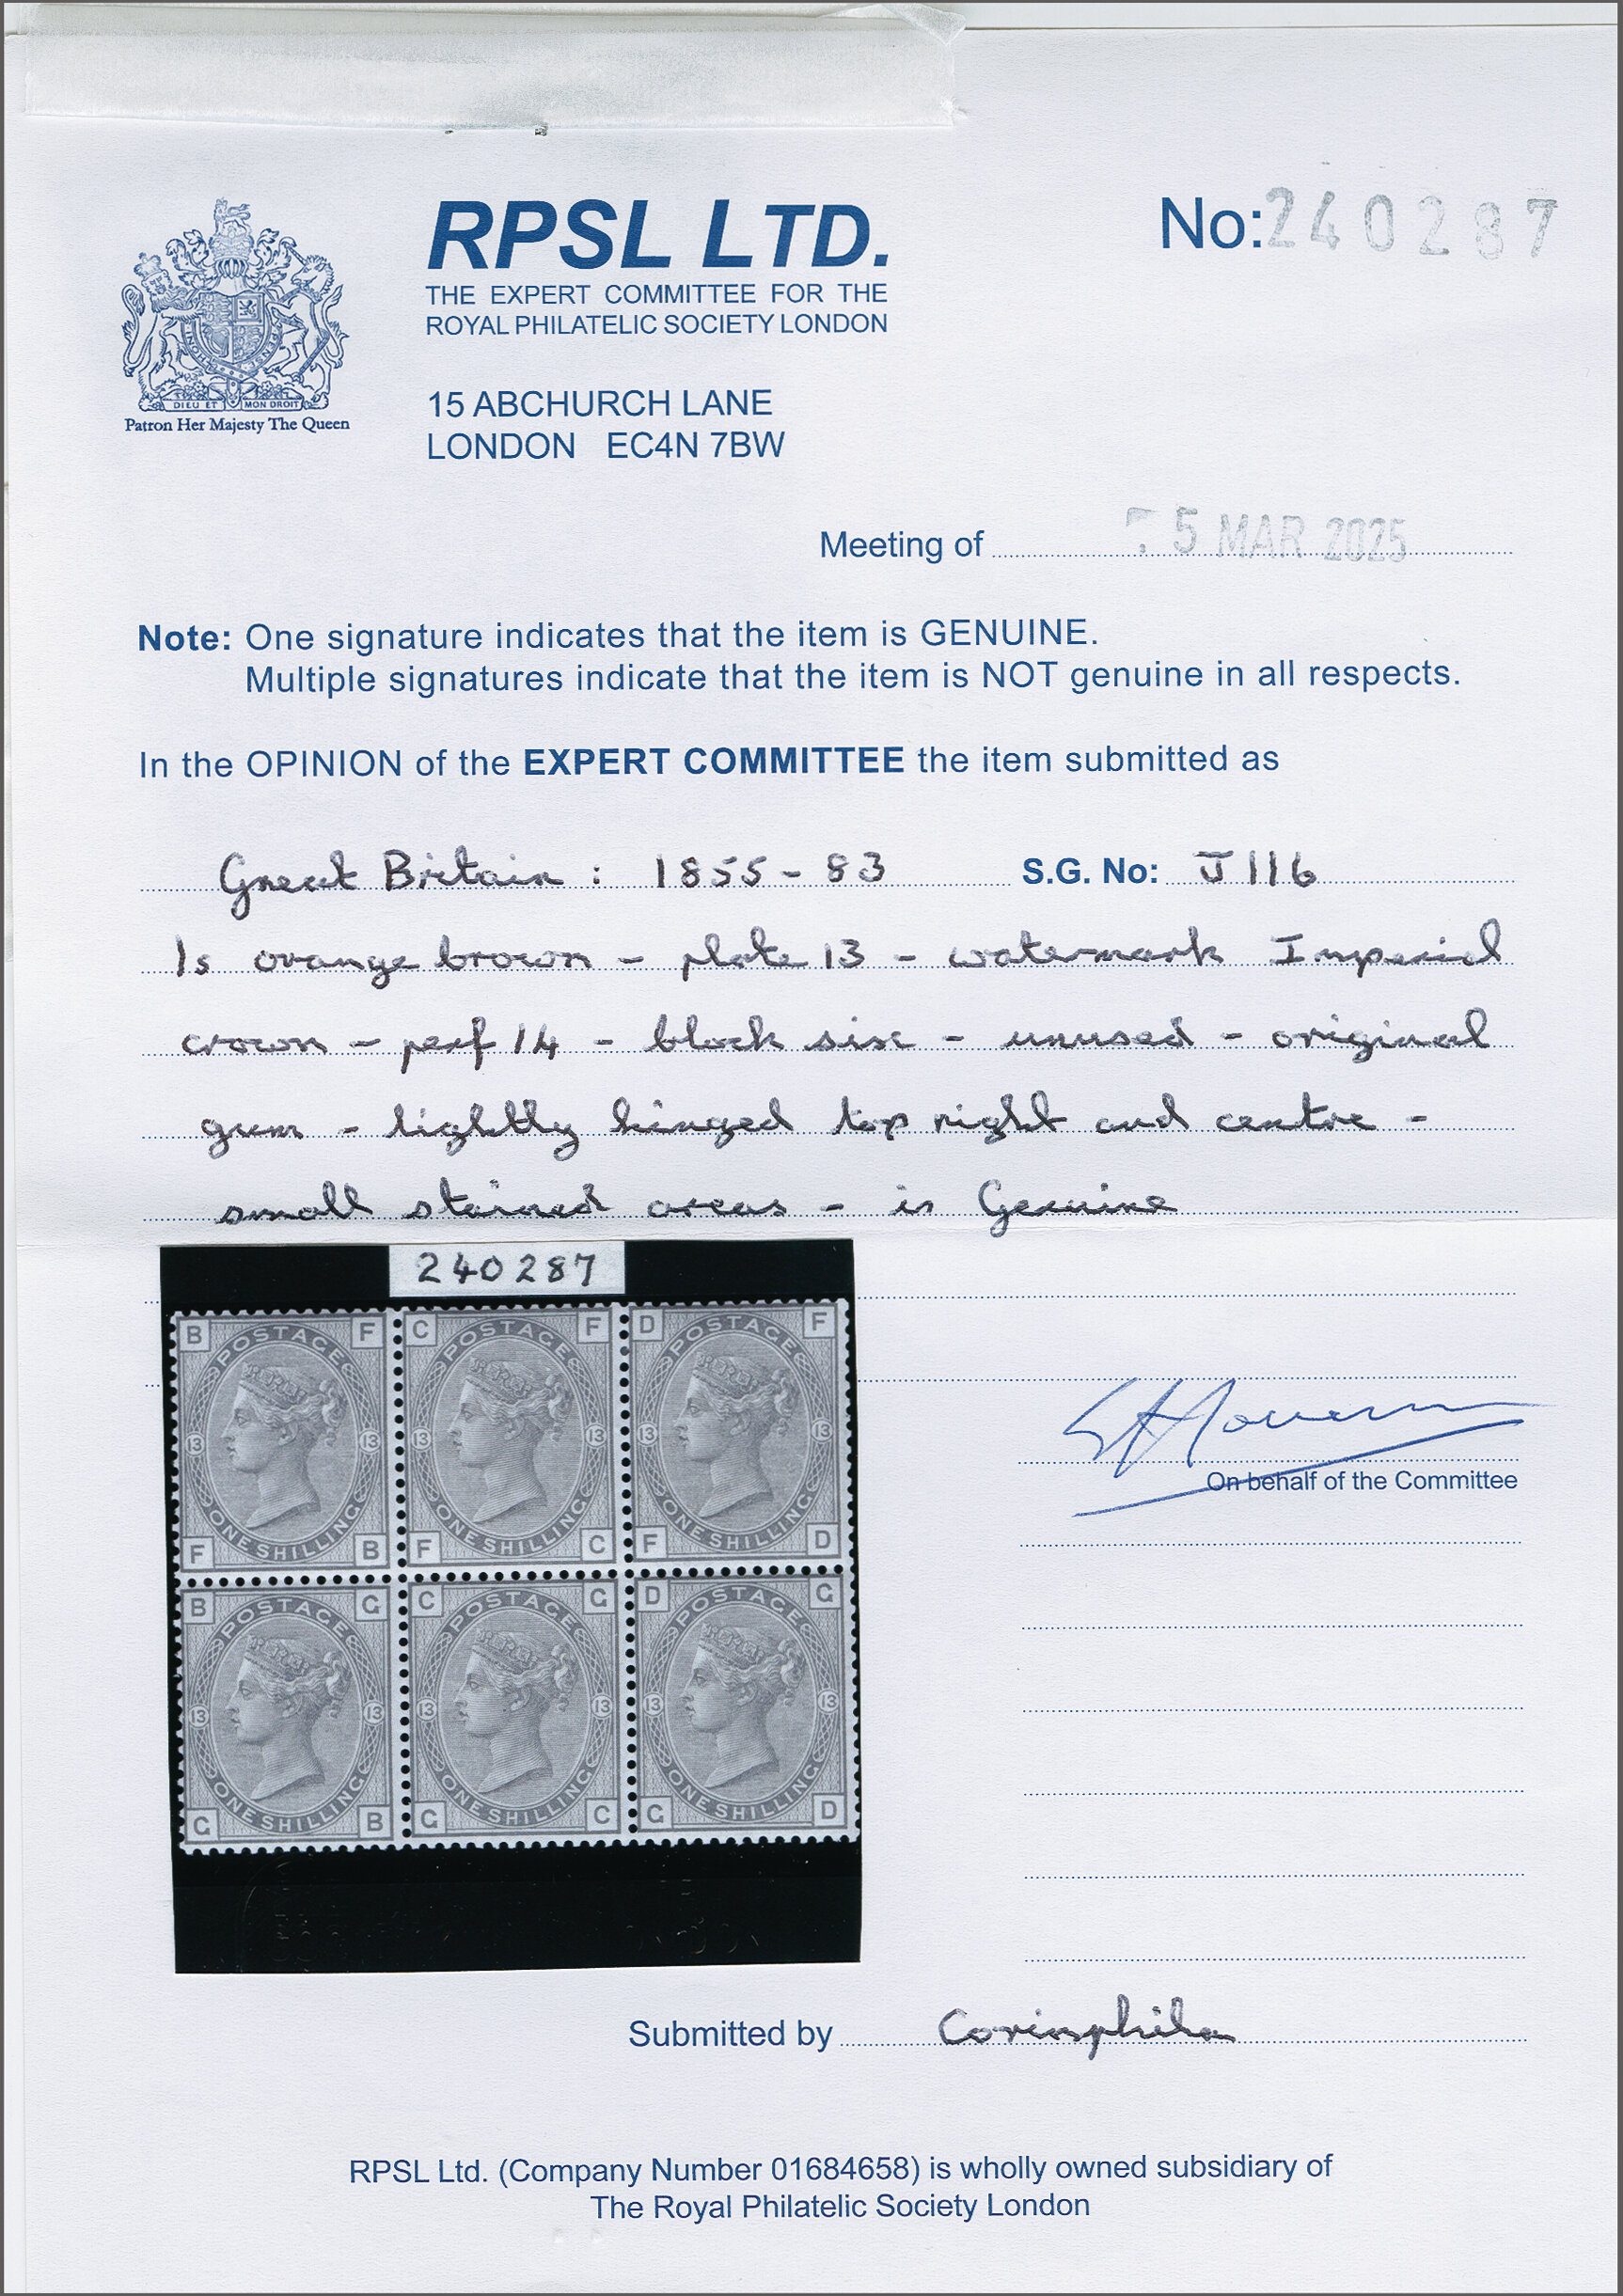 RPSL LTD.
THE EXPERT COMMITTEE FOR THE
ROYAL PHILATELIC SOCIETY LONDON
No: 240287
DIEU ET MON DROIT
Patron Her Majesty The Queen
15 ABCHURCH LANE
LONDON EC4N 7BW
Meeting of 5 MAR 2025
Note: One signature indicates that the item is GENUINE.
Multiple signatures indicate that the item is NOT genuine in all respects.
In the OPINION of the EXPERT COMMITTEE the item submitted as
Great Britain : 1855 - 83 S.G. No: J116
1s orange brown - plate 13 - watermark Imperial
crown - perf 14 - block six - unused - original
gum - lightly hinged top right and centre -
small stained areas - is Genuine
240287
B F C F D F
POSTAGE POSTAGE POSTAGE
13 13 13 13 13 13
ONE SHILLING ONE SHILLING ONE SHILLING
F B F C F D
B G C G D G
POSTAGE POSTAGE POSTAGE
13 13 13 13 13 13
ONE SHILLING ONE SHILLING ONE SHILLING
G B G C G D
On behalf of the Committee
Submitted by Corinphila
RPSL Ltd. (Company Number 01684658) is wholly owned subsidiary of
The Royal Philatelic Society London